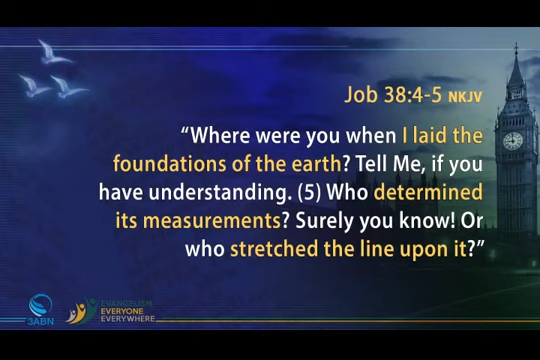 Job 38:4-5 NKJV
“Where were you when I laid the
foundations of the earth? Tell Me, if you
have understanding. (5) Who determined
its measurements? Surely you know! Or
who stretched the line upon it?”
3ABN
EVANGELISM
EVERYONE
EVERYWHERE